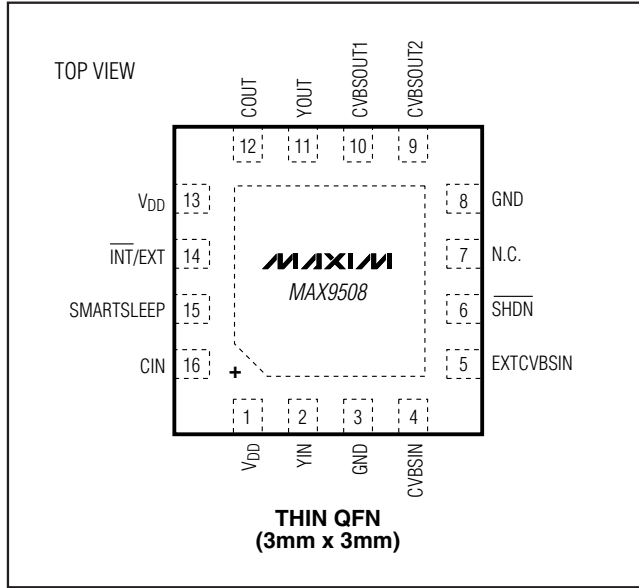 TOP VIEW
COUT
YOUT
CVBSOUT1
CVBSOUT2
12
11
10
9
VDD
13
8
GND
INT/EXT
14
MAXIM
7
N.C.
MAX9508
SMARTSLEEP
15
6
SHDN
CIN
16
+
5
EXTCVBSIN
1
2
3
4
VDD
YIN
GND
CVBSIN
THIN QFN
(3mm x 3mm)